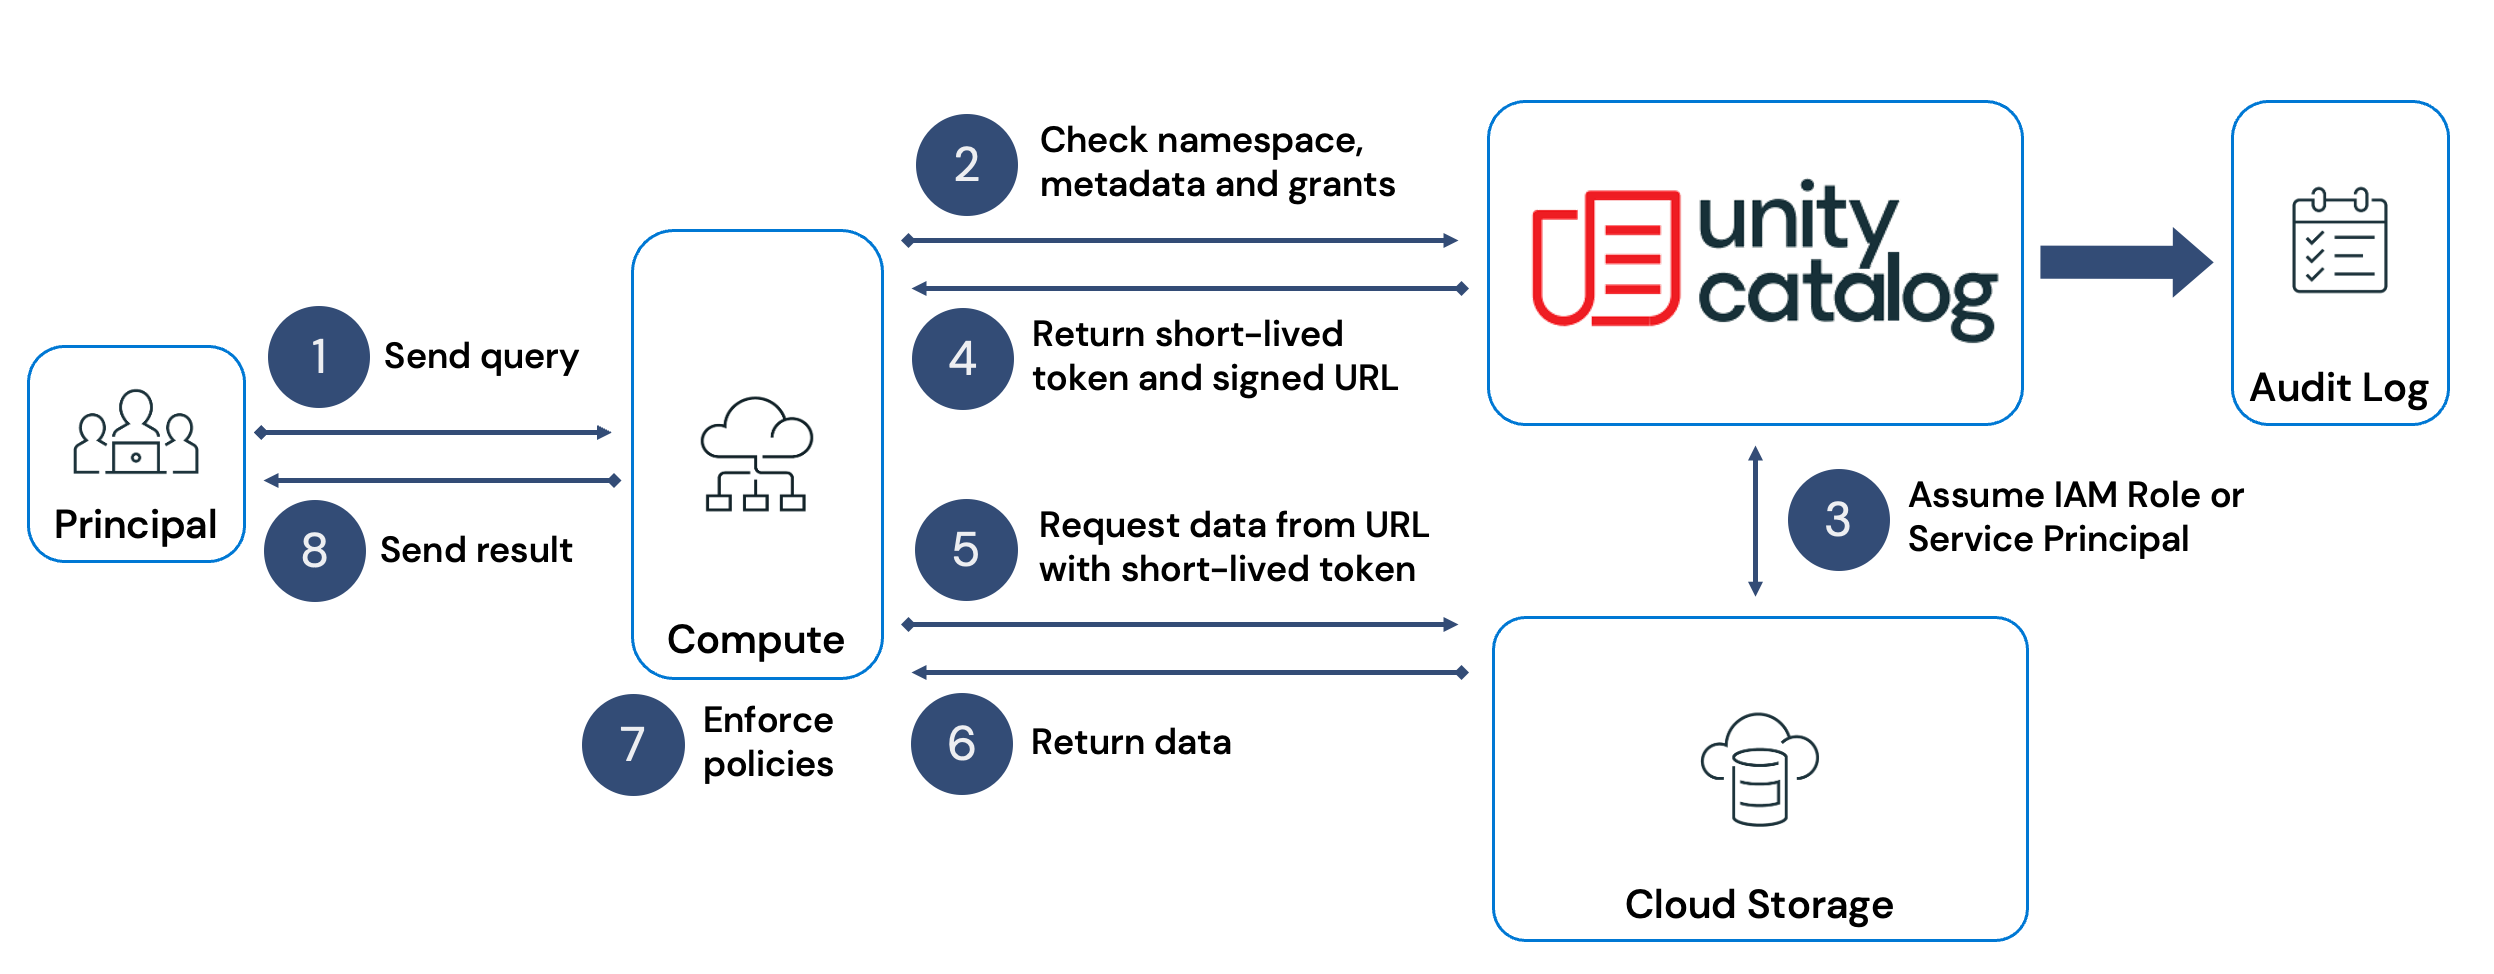 1
Send query
Principal
8
Send result
Compute
2
Check namespace,
metadata and grants
4
Return short-lived
token and signed URL
unity
catalog
Audit Log
3
Assume IAM Role or
Service Principal
5
Request data from URL
with short-lived token
6
Return data
7
Enforce
policies
Cloud Storage